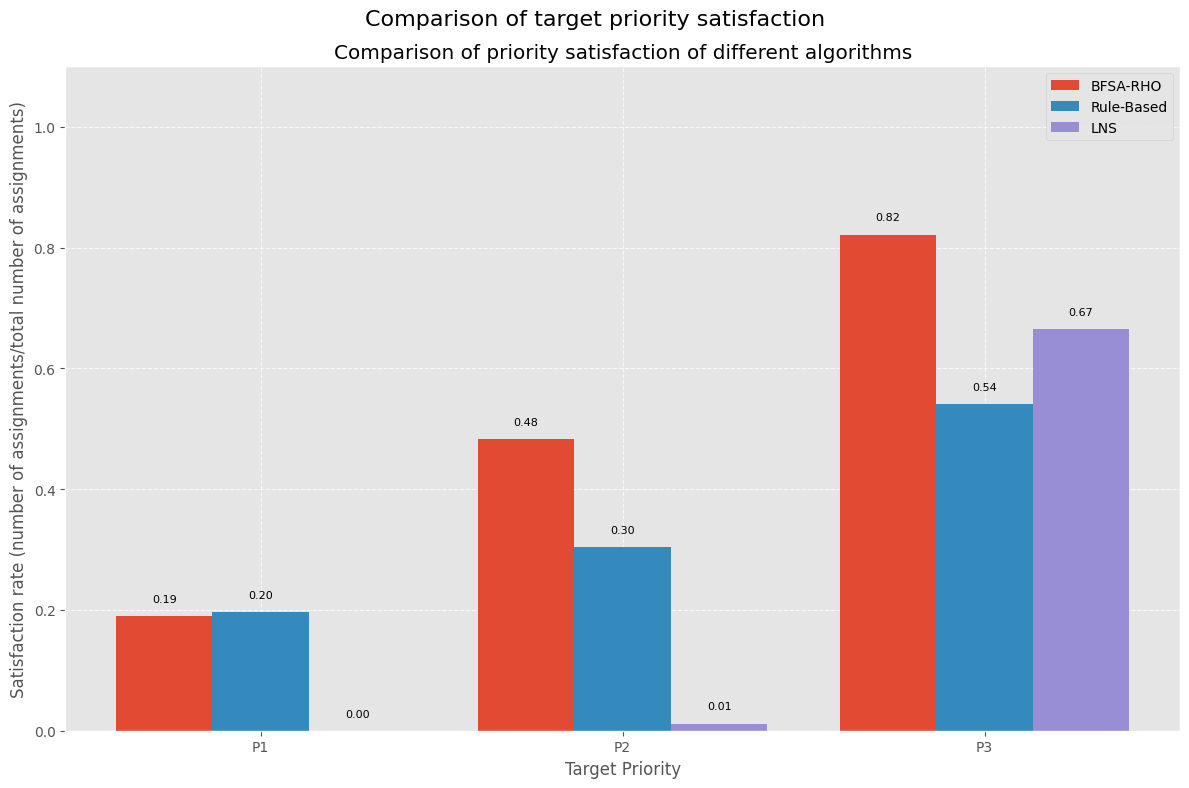 Comparison of target priority satisfaction
Comparison of priority satisfaction of different algorithms
Satisfaction rate (number of assignments/total number of assignments)
1.0
0.8
0.6
0.4
0.2
0.0
BFSA-RHO
Rule-Based
LNS
0.19
0.20
0.00
0.48
0.30
0.01
0.82
0.54
0.67
P1
P2
P3
Target Priority